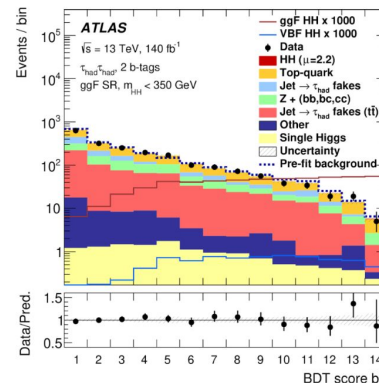 Events / bin
10⁶
10⁵
10⁴
10³
10²
10
1
ATLAS
√s = 13 TeV, 140 fb⁻¹
τhadτhad, 2 b-tags
ggF SR, mHH < 350 GeV
ggF HH x 1000
VBF HH x 1000
Data
HH (μ=2.2)
Top-quark
Jet → τhad fakes
Z + (bb,bc,cc)
Jet → τhad fakes (tt̄)
Other
Single Higgs
Uncertainty
Pre-fit background
Data/Pred.
1.5
1
0.5
1 2 3 4 5 6 7 8 9 10 11 12 13 14
BDT score b